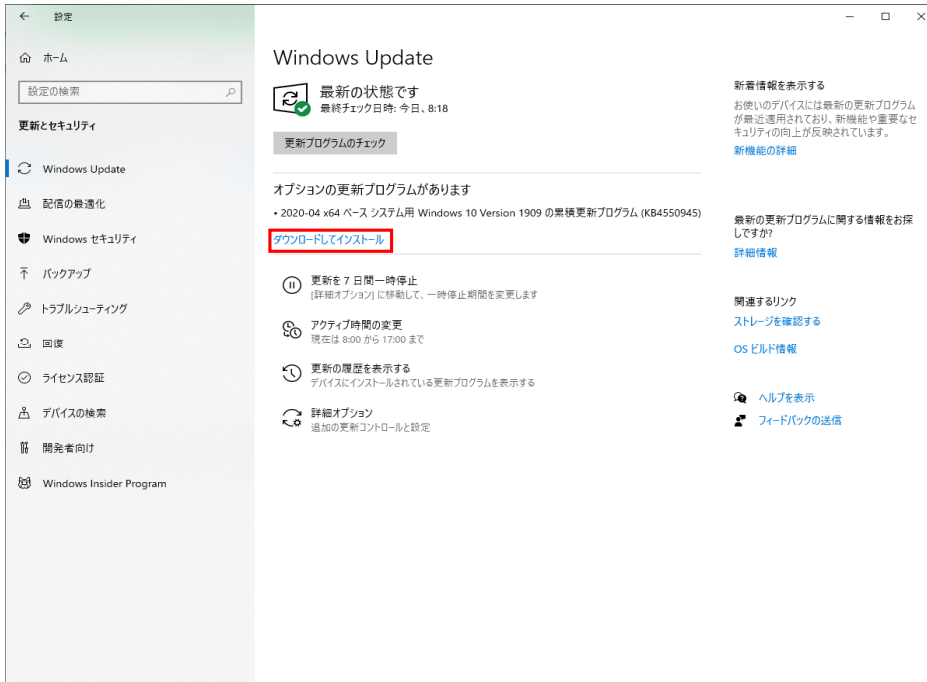 設定
ホーム
設定の検索
更新とセキュリティ
Windows Update
配信の最適化
Windows セキュリティ
バックアップ
トラブルシューティング
回復
ライセンス認証
デバイスの検索
開発者向け
Windows Insider Program
Windows Update
最新の状態です
最終チェック日時: 今日、8:18
更新プログラムのチェック
オプションの更新プログラムがあります
• 2020-04 x64 ベース システム用 Windows 10 Version 1909 の累積更新プログラム (KB4550945)
ダウンロードしてインストール
更新を 7 日間一時停止
[詳細オプション] に移動して、一時停止期間を変更します
アクティブ時間の変更
現在は 8:00 から 17:00 まで
更新の履歴を表示する
デバイスにインストールされている更新プログラムを表示する
詳細オプション
追加の更新コントロールと設定
新着情報を表示する
お使いのデバイスには最新の更新プログラム
が最近適用されており、新機能や重要なセ
キュリティの向上が反映されています。
新機能の詳細
最新の更新プログラムに関する情報をお探
しですか?
詳細情報
関連するリンク
ストレージを確認する
OS ビルド情報
ヘルプを表示
フィードバックの送信